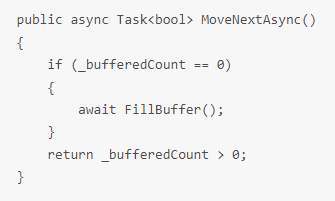 public async Task<bool> MoveNextAsync()
{
    if (_bufferedCount == 0)
    {
        await FillBuffer();
    }
    return _bufferedCount > 0;
}